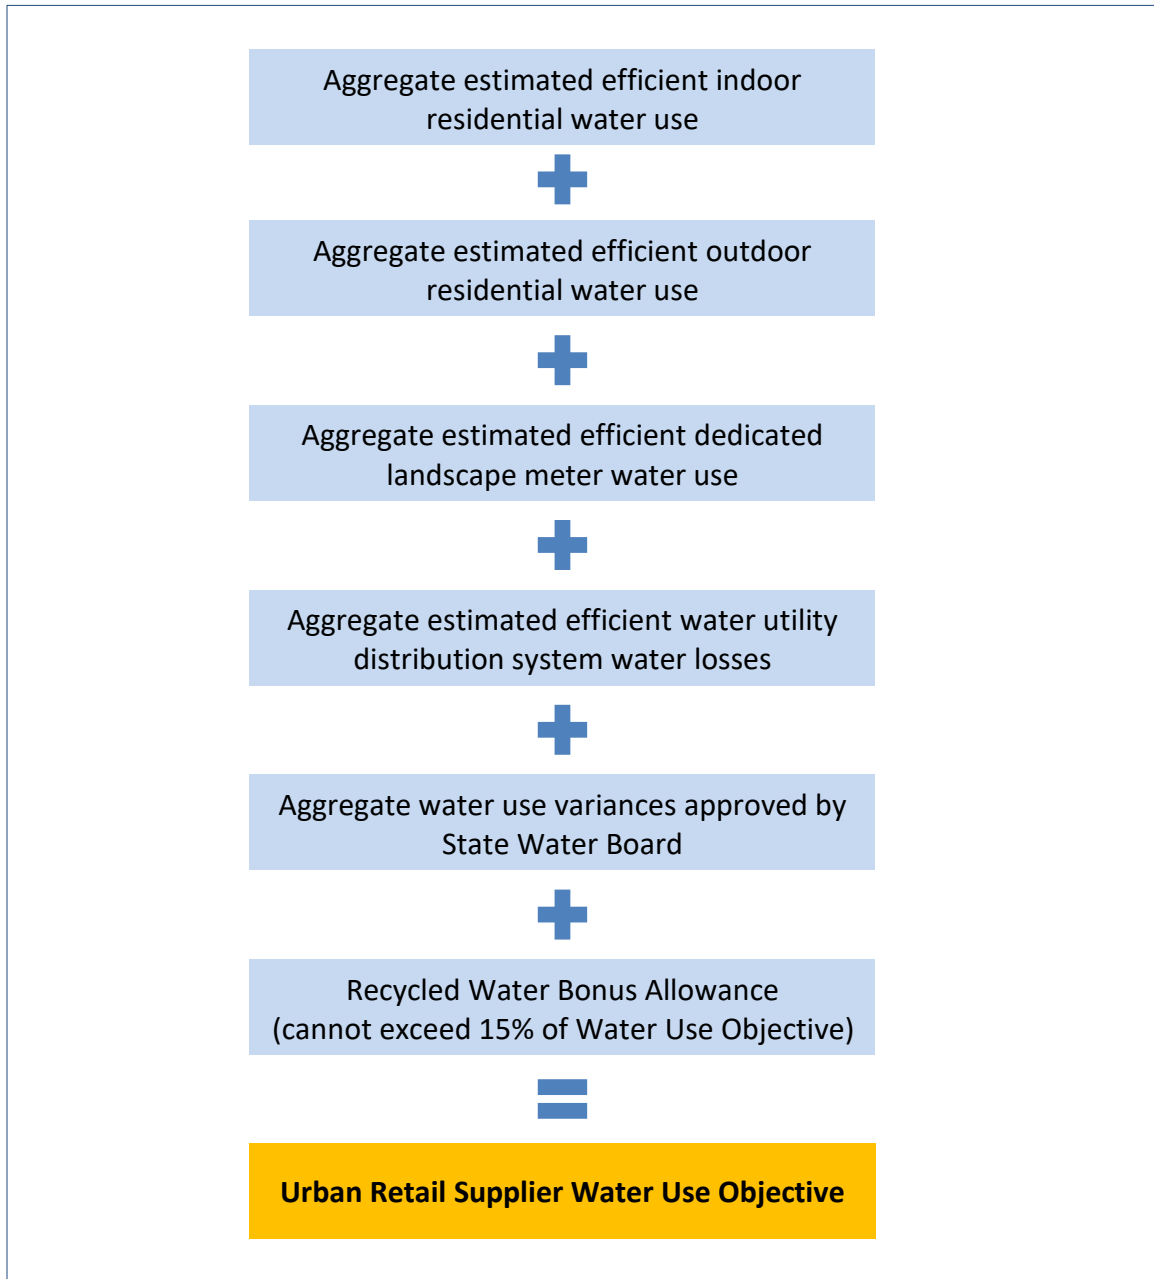 Aggregate estimated efficient indoor
residential water use
Aggregate estimated efficient outdoor
residential water use
Aggregate estimated efficient dedicated
landscape meter water use
Aggregate estimated efficient water utility
distribution system water losses
Aggregate water use variances approved by
State Water Board
Recycled Water Bonus Allowance
(cannot exceed 15% of Water Use Objective)
Urban Retail Supplier Water Use Objective